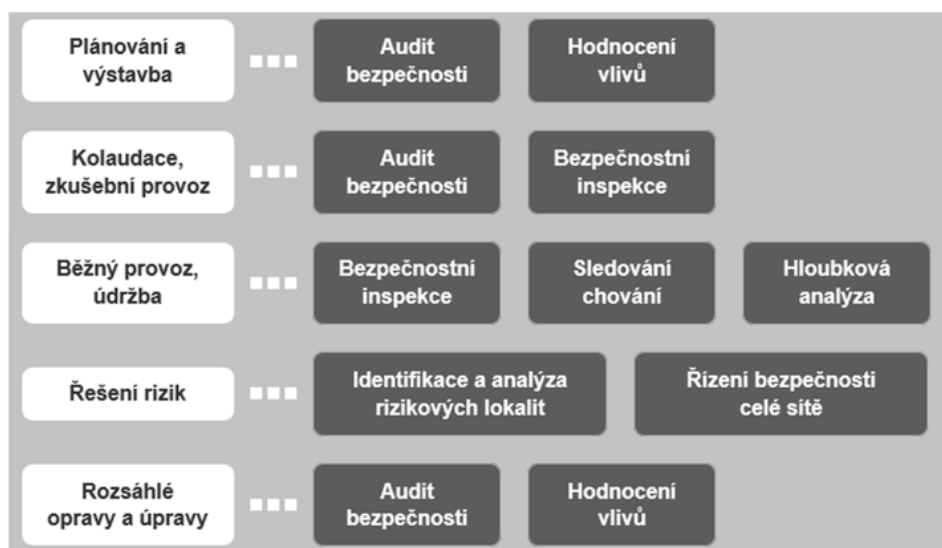 Plánování a
výstavba
Audit
bezpečnosti
Hodnocení
vlivů
Kolaudace,
zkušební provoz
Audit
bezpečnosti
Bezpečnostní
inspekce
Běžný provoz,
údržba
Bezpečnostní
inspekce
Sledování
chování
Hloubková
analýza
Řešení rizik
Identifikace a analýza
rizikových lokalit
Řízení bezpečnosti
celé sítě
Rozsáhlé
opravy a úpravy
Audit
bezpečnosti
Hodnocení
vlivů